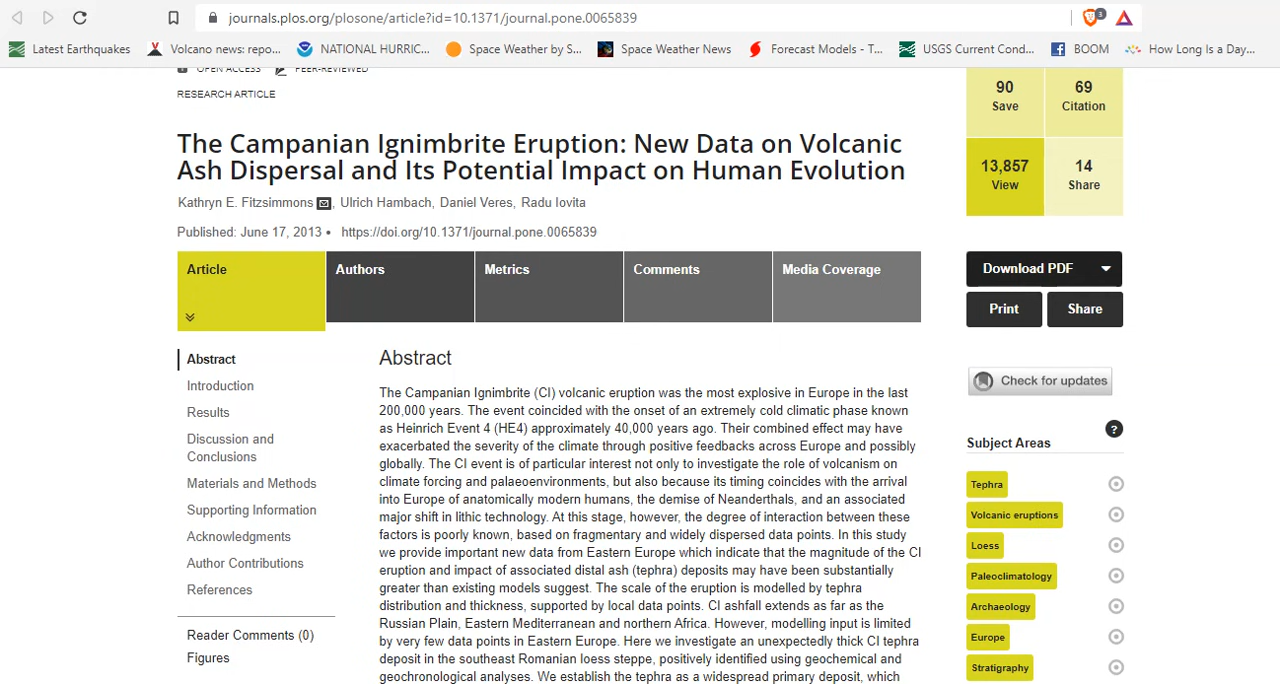 journals.plos.org/plosone/article?id=10.1371/journal.pone.0065839
3
Latest Earthquakes
Volcano news: repo...
NATIONAL HURRIC...
Space Weather by S...
Space Weather News
Forecast Models - T...
USGS Current Cond...
BOOM
How Long Is a Day...
OPEN ACCESS
PEER-REVIEWED
RESEARCH ARTICLE
The Campanian Ignimbrite Eruption: New Data on Volcanic
Ash Dispersal and Its Potential Impact on Human Evolution
Kathryn E. Fitzsimmons , Ulrich Hambach, Daniel Veres, Radu Iovita
Published: June 17, 2013 • https://doi.org/10.1371/journal.pone.0065839
90
Save
69
Citation
13,857
View
14
Share
Article
Authors
Metrics
Comments
Media Coverage
Download PDF
Print
Share
Check for updates
Abstract
Introduction
Results
Discussion and
Conclusions
Materials and Methods
Supporting Information
Acknowledgments
Author Contributions
References
Reader Comments (0)
Figures
Abstract
The Campanian Ignimbrite (CI) volcanic eruption was the most explosive in Europe in the last
200,000 years. The event coincided with the onset of an extremely cold climatic phase known
as Heinrich Event 4 (HE4) approximately 40,000 years ago. Their combined effect may have
exacerbated the severity of the climate through positive feedbacks across Europe and possibly
globally. The CI event is of particular interest not only to investigate the role of volcanism on
climate forcing and palaeoenvironments, but also because its timing coincides with the arrival
into Europe of anatomically modern humans, the demise of Neanderthals, and an associated
major shift in lithic technology. At this stage, however, the degree of interaction between these
factors is poorly known, based on fragmentary and widely dispersed data points. In this study
we provide important new data from Eastern Europe which indicate that the magnitude of the CI
eruption and impact of associated distal ash (tephra) deposits may have been substantially
greater than existing models suggest. The scale of the eruption is modelled by tephra
distribution and thickness, supported by local data points. CI ashfall extends as far as the
Russian Plain, Eastern Mediterranean and northern Africa. However, modelling input is limited
by very few data points in Eastern Europe. Here we investigate an unexpectedly thick CI tephra
deposit in the southeast Romanian loess steppe, positively identified using geochemical and
geochronological analyses. We establish the tephra as a widespread primary deposit, which
?
Subject Areas
Tephra
Volcanic eruptions
Loess
Paleoclimatology
Archaeology
Europe
Stratigraphy